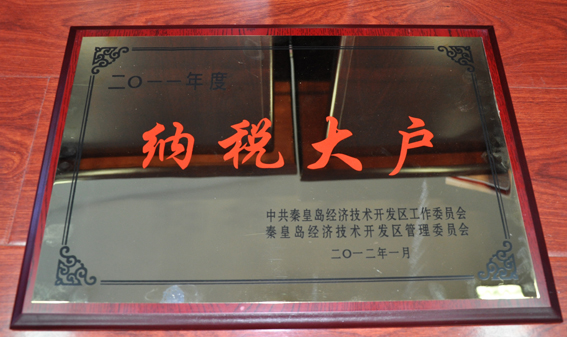 二〇一一年度
纳税大户
中共秦皇岛经济技术开发区工作委员会
秦皇岛经济技术开发区管理委员会
二〇一二年一月